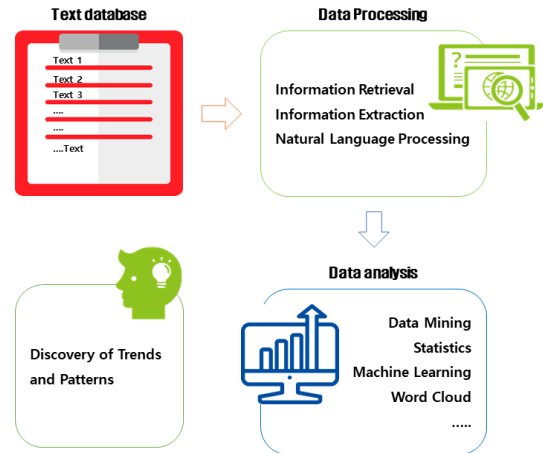 Text database
Text 1
Text 2
Text 3
....
....
....Text
Data Processing
?
Information Retrieval
Information Extraction
Natural Language Processing
Data analysis
Data Mining
Statistics
Machine Learning
Word Cloud
.....
Discovery of Trends
and Patterns